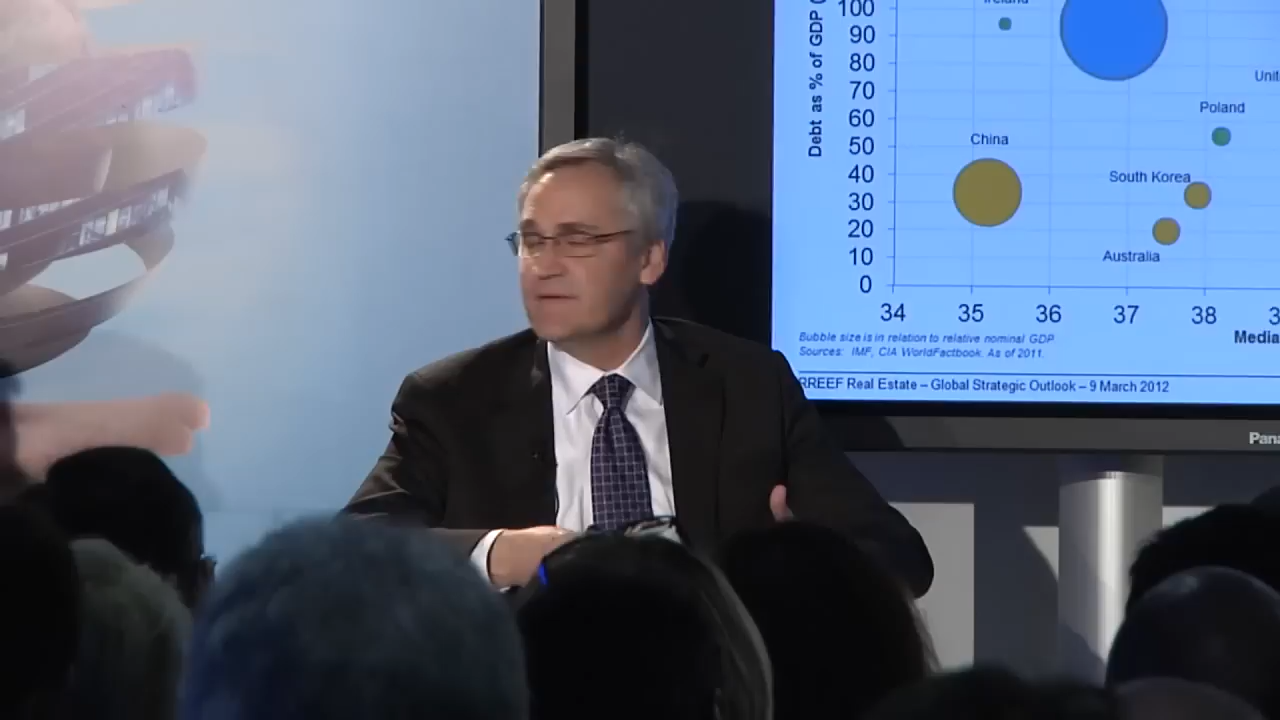 Ireland
100
90
80
70
60
50
40
30
20
10
0
Debt as % of GDP (
China
Poland
South Korea
Australia
34
35
36
37
38
Bubble size is in relation to relative nominal GDP
Sources: IMF, CIA WorldFactbook. As of 2011.
RREEF Real Estate – Global Strategic Outlook – 9 March 2012